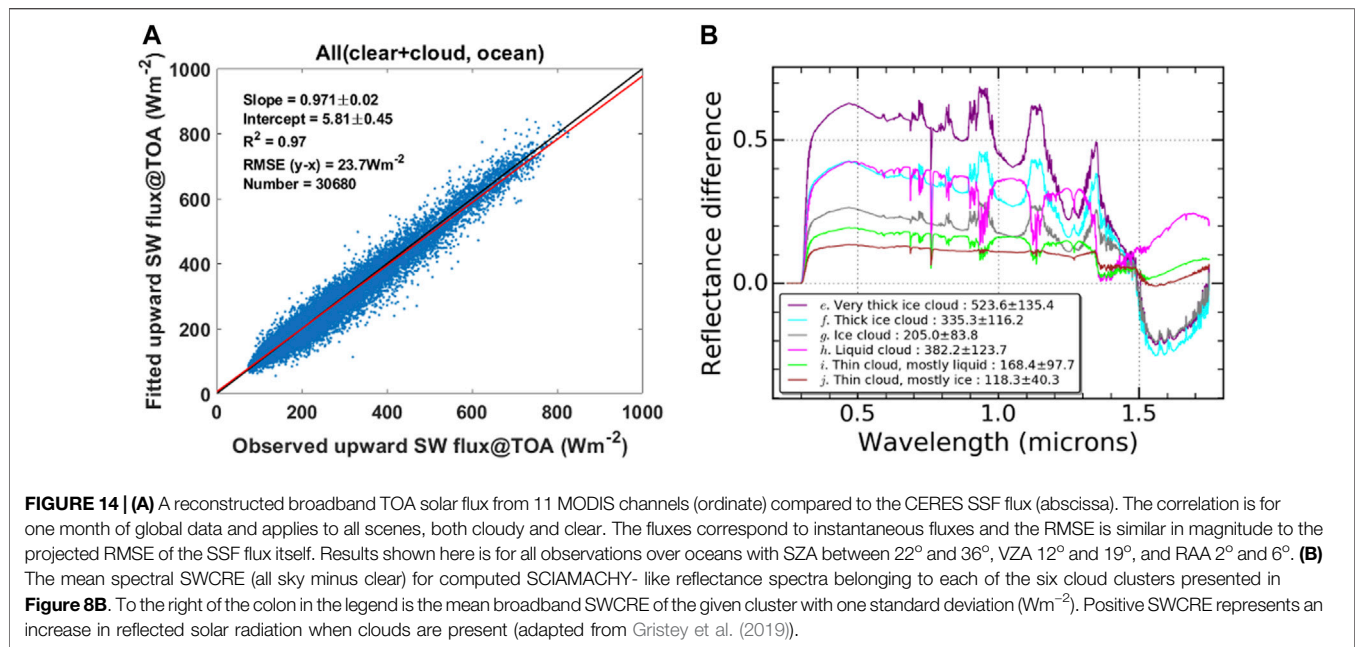 A
All(clear+cloud, ocean)
Fitted upward SW flux@TOA (Wm⁻²)
1000
800
600
400
200
0
Slope = 0.971±0.02
Intercept = 5.81±0.45
R² = 0.97
RMSE (y-x) = 23.7Wm⁻²
Number = 30680
0 200 400 600 800 1000
Observed upward SW flux@TOA (Wm⁻²)
B
Reflectance difference
0.5
0.0
e. Very thick ice cloud : 523.6±135.4
f. Thick ice cloud : 335.3±116.2
g. Ice cloud : 205.0±83.8
h. Liquid cloud : 382.2±123.7
i. Thin cloud, mostly liquid : 168.4±97.7
j. Thin cloud, mostly ice : 118.3±40.3
0.5 1.0 1.5
Wavelength (microns)
FIGURE 14 | (A) A reconstructed broadband TOA solar flux from 11 MODIS channels (ordinate) compared to the CERES SSF flux (abscissa). The correlation is for
one month of global data and applies to all scenes, both cloudy and clear. The fluxes correspond to instantaneous fluxes and the RMSE is similar in magnitude to the
projected RMSE of the SSF flux itself. Results shown here is for all observations over oceans with SZA between 22° and 36°, VZA 12° and 19°, and RAA 2° and 6°. (B)
The mean spectral SWCRE (all sky minus clear) for computed SCIAMACHY- like reflectance spectra belonging to each of the six cloud clusters presented in
Figure 8B. To the right of the colon in the legend is the mean broadband SWCRE of the given cluster with one standard deviation (Wm⁻²). Positive SWCRE represents an
increase in reflected solar radiation when clouds are present (adapted from Gristey et al. (2019)).